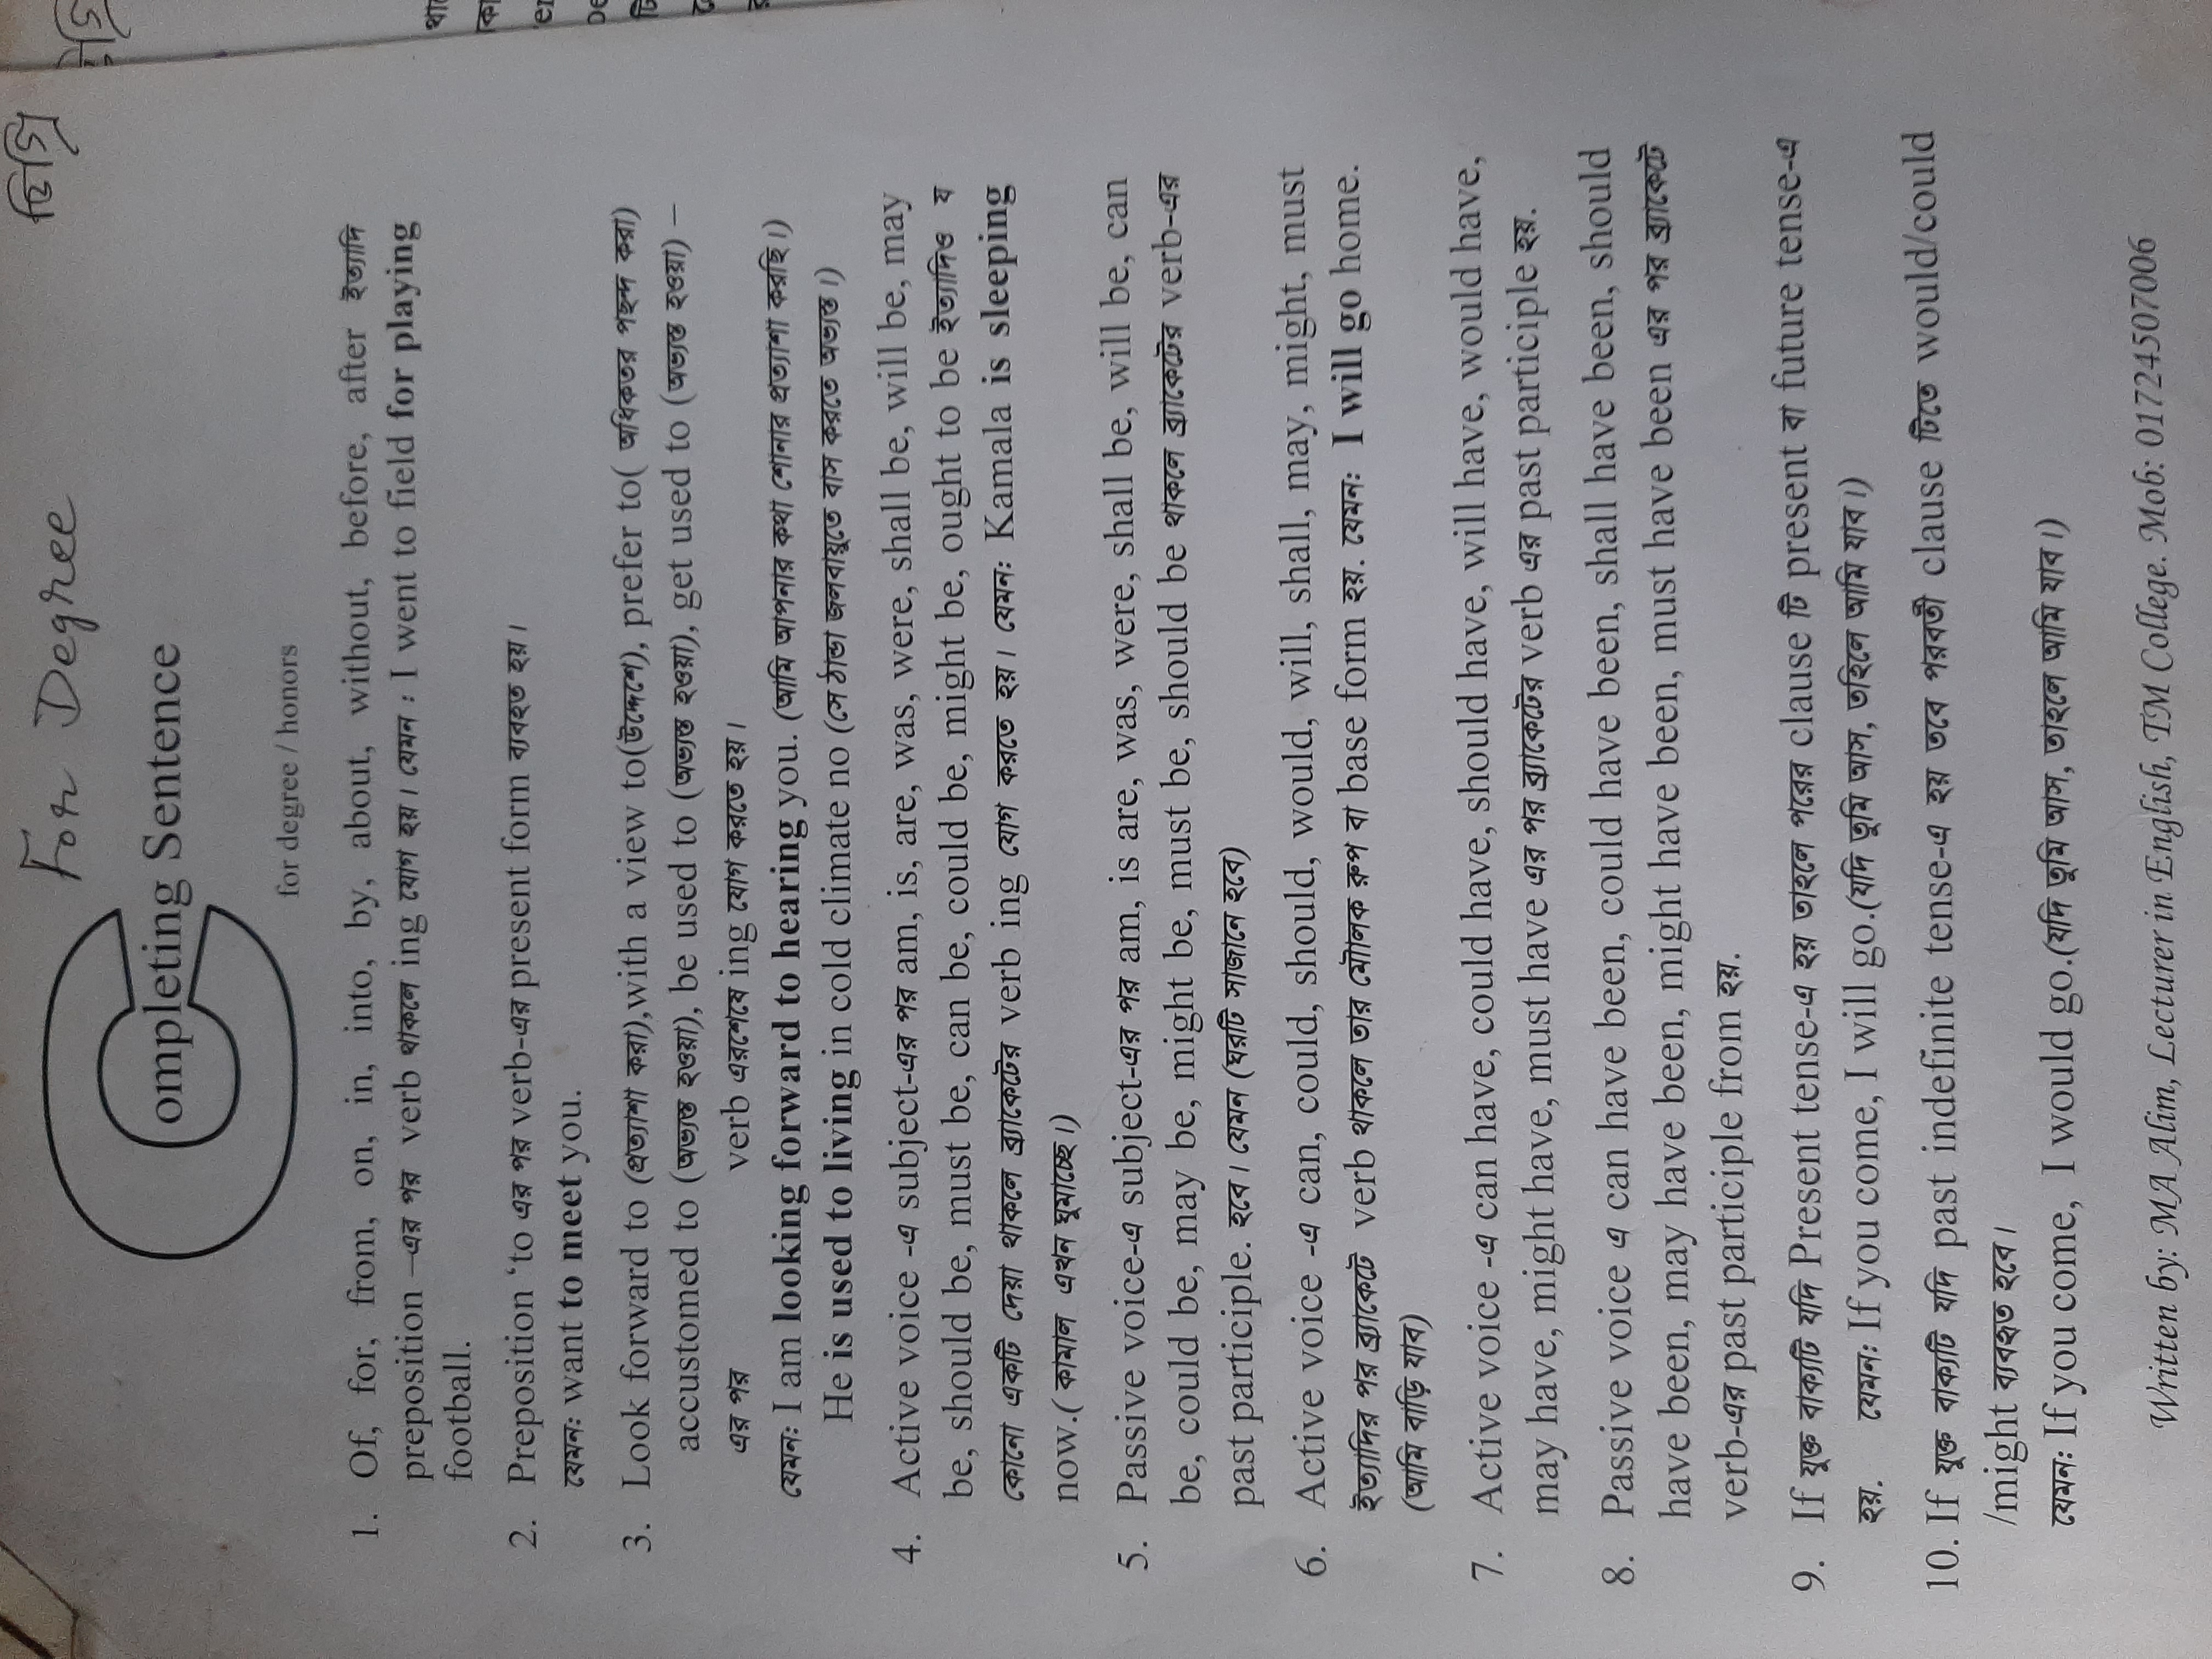 For Degree
ডিগ্রি
Completing Sentence
for degree / honors
1. Of, for, from, on, in, into, by, about, without, before, after ইত্যাদি
preposition –এর পর verb থাকলে ing যোগ হয়। যেমন : I went to field for playing
football.
2. Preposition ‘to এর পর verb-এর present form ব্যবহৃত হয়।
যেমনঃ want to meet you.
3. Look forward to (প্রত্যাশা করা),with a view to(উদ্দেশে), prefer to( অধিকতর পছন্দ করা)
accustomed to (অভ্যস্ত হওয়া), be used to (অভ্যস্ত হওয়া), get used to (অভ্যস্ত হওয়া) –
এর পর verb এরশেষে ing যোগ করতে হয়।
যেমনঃ I am looking forward to hearing you. (আমি আপনার কথা শোনার প্রত্যাশা করছি।)
He is used to living in cold climate no (সে ঠান্ডা জলবায়ুতে বাস করতে অভ্যস্ত।)
4. Active voice -এ subject-এর পর am, is, are, was, were, shall be, will be, may
be, should be, must be, can be, could be, might be, ought to be ইত্যাদিও য
কোনো একটি দেয়া থাকলে ব্র্যাকেটের verb ing যোগ করতে হয়। যেমনঃ Kamala is sleeping
now.( কামাল এখন ঘুমাচ্ছে।)
5. Passive voice-এ subject-এর পর am, is are, was, were, shall be, will be, can
be, could be, may be, might be, must be, should be থাকলে ব্র্যাকেটের verb-এর
past participle. হবে। যেমন (ঘরটি সাজানে হবে)
6. Active voice -এ can, could, should, would, will, shall, may, might, must
ইত্যাদির পর ব্র্যাকেটে verb থাকলে তার মৌলিক রুপ বা base form হয়. যেমনঃ I will go home.
(আমি বাড়ি যাব)
7. Active voice -এ can have, could have, should have, will have, would have,
may have, might have, must have এর পর ব্র্যাকেটের verb এর past participle হয়.
8. Passive voice এ can have been, could have been, shall have been, should
have been, may have been, might have been, must have been এর পর ব্র্যাকেটে
verb-এর past participle from হয়.
9. If যুক্ত বাক্যটি যদি Present tense-এ হয় তাহলে পরের clause টি present বা future tense-এ
হয়. যেমনঃ If you come, I will go.(যদি তুমি আস, তহিলে আমি যাব।)
10. If যুক্ত বাক্যটি যদি past indefinite tense-এ হয় তবে পরবর্তী clause টিতে would/could
/might ব্যবহৃত হবে।
যেমনঃ If you come, I would go.(যদি তুমি আস, তাহলে আমি যাব।)
Written by: MA Alim, Lecturer in English, TM College. Mob: 01724507006